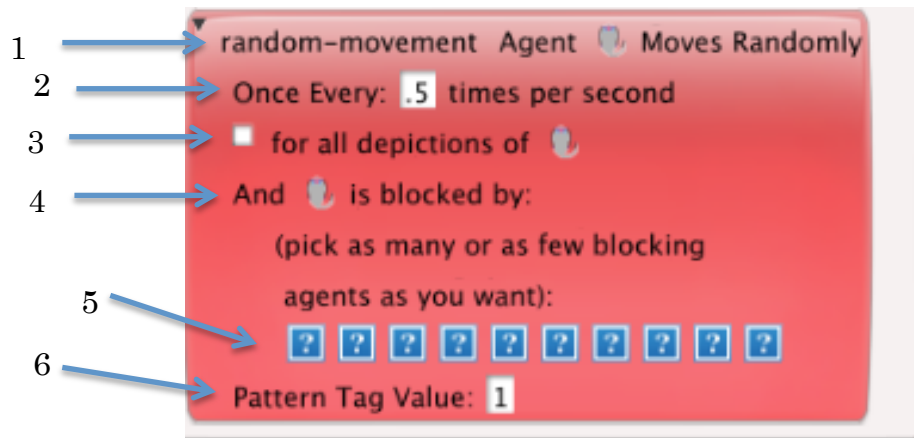 1 random-movement Agent Moves Randomly
2 Once Every: .5 times per second
3 for all depictions of
4 And is blocked by:
(pick as many or as few blocking
agents as you want):
5 ? ? ? ? ? ? ? ? ? ?
6 Pattern Tag Value: 1